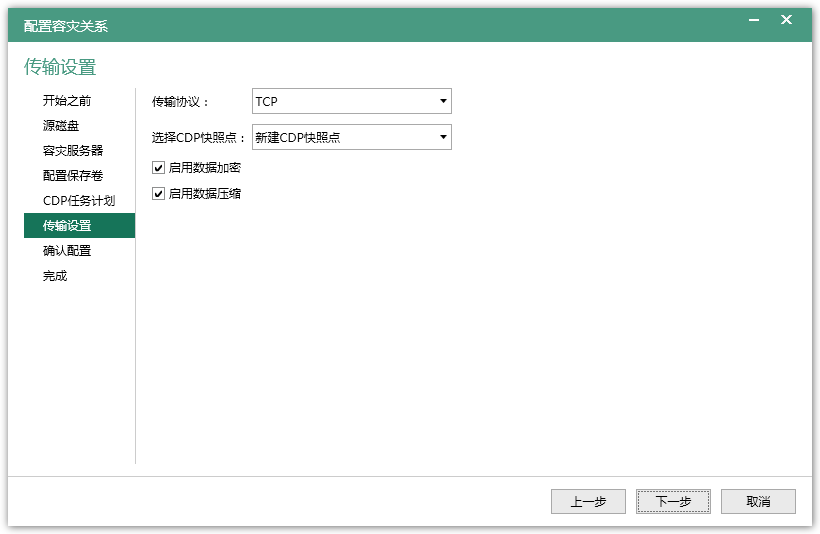 配置容灾关系
传输设置
开始之前
源磁盘
容灾服务器
配置保存卷
CDP任务计划
传输设置
确认配置
完成
传输协议： TCP
选择CDP快照点： 新建CDP快照点
启用数据加密
启用数据压缩
上一步 下一步 取消